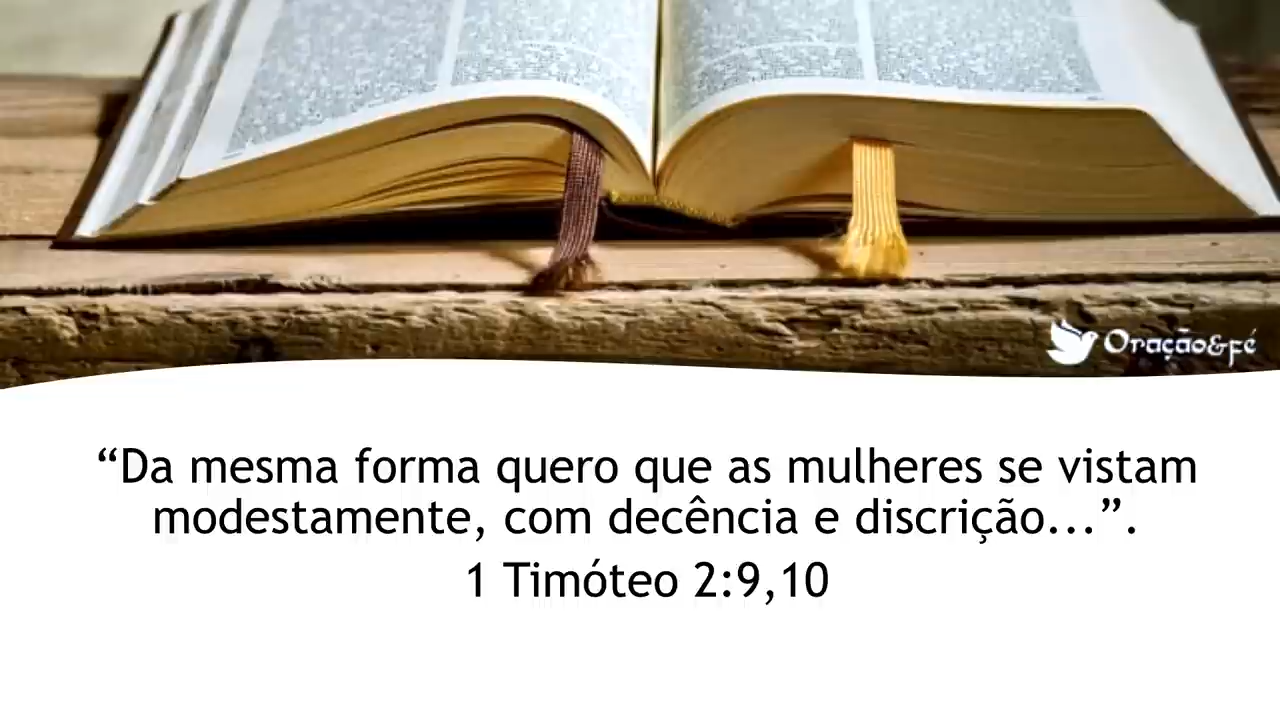 Oração&fé
“Da mesma forma quero que as mulheres se vistam
modestamente, com decência e discrição...”.
1 Timóteo 2:9,10